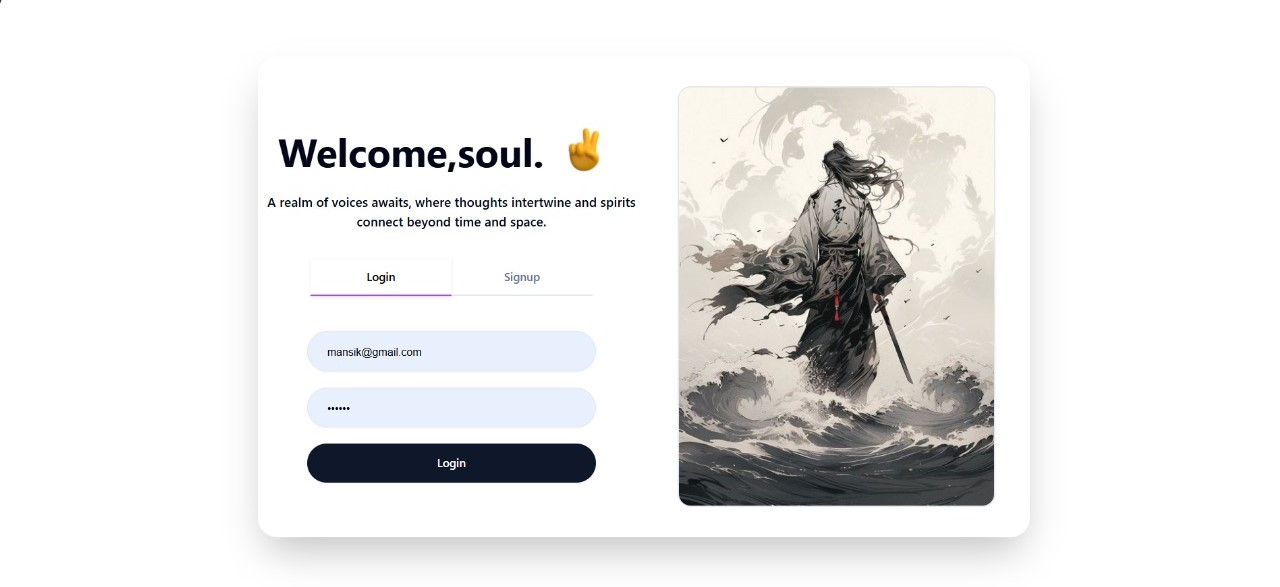 Welcome,soul. ✌️
A realm of voices awaits, where thoughts intertwine and spirits
connect beyond time and space.
Login
Signup
mansik@gmail.com
••••••
Login